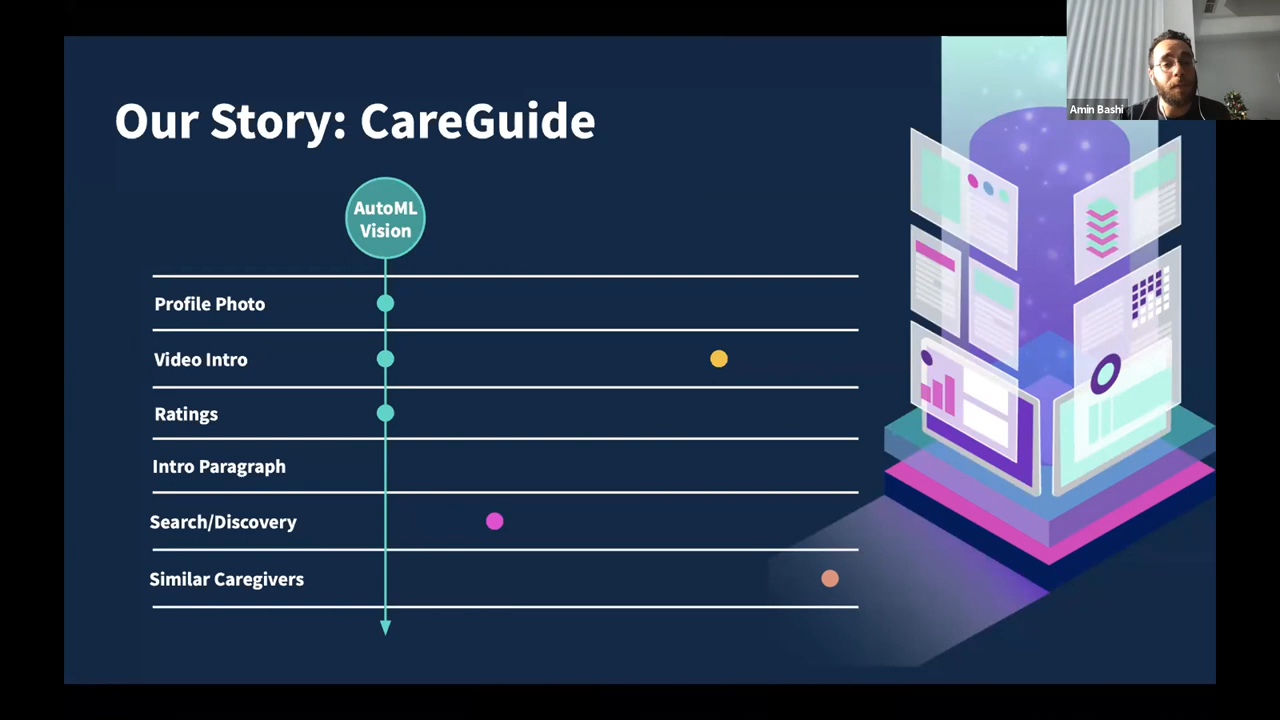 Our Story: CareGuide
Amin Bashi
AutoML
Vision
Profile Photo
Video Intro
Ratings
Intro Paragraph
Search/Discovery
Similar Caregivers